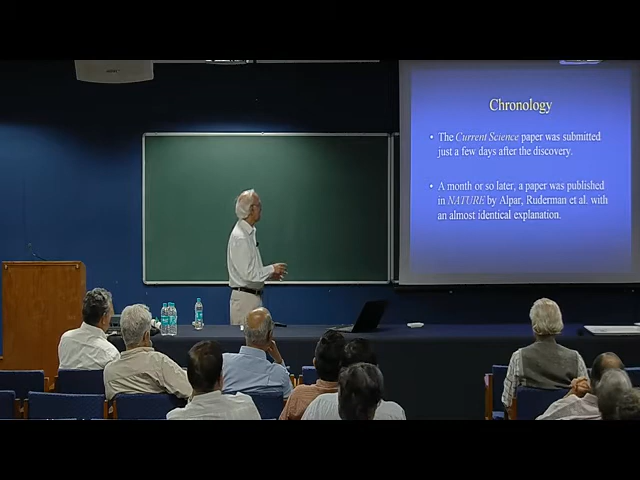 Chronology
• The Current Science paper was submitted
just a few days after the discovery.
• A month or so later, a paper was published
in NATURE by Alpar, Ruderman et al. with
an almost identical explanation.